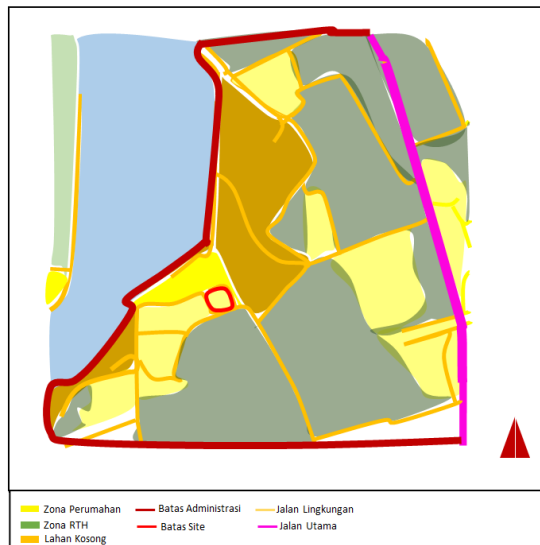 Zona Perumahan Batas Administrasi Jalan Lingkungan
Zona RTH Batas Site Jalan Utama
Lahan Kosong